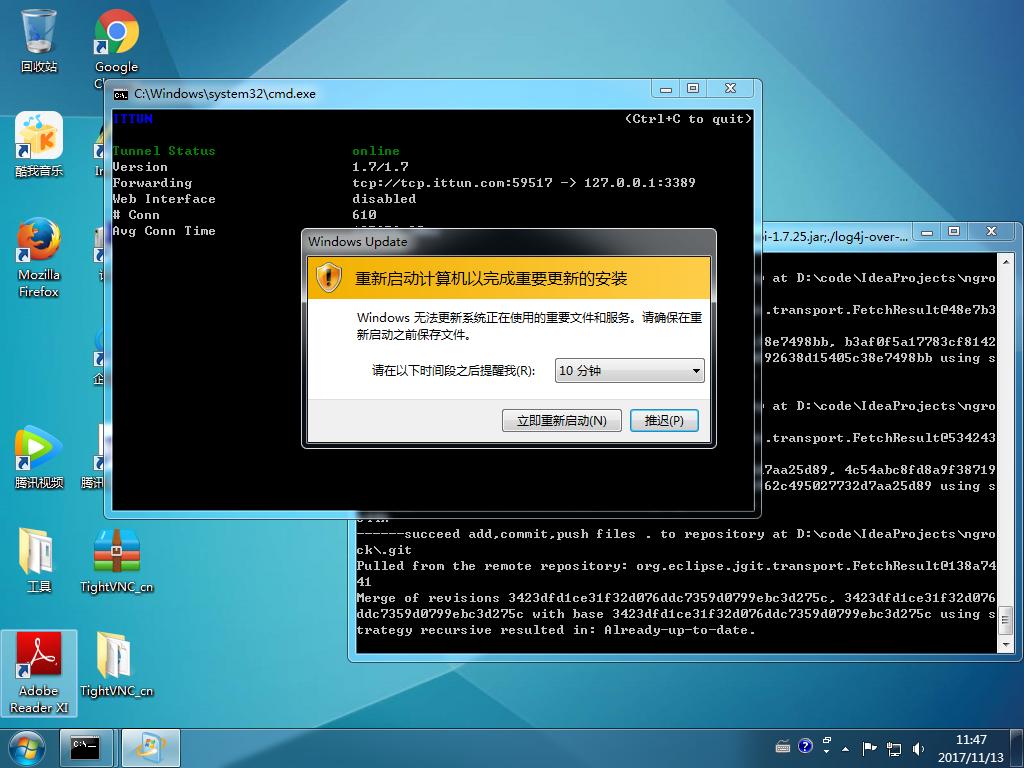 回收站
Google
酷我音乐
Mozilla
Firefox
腾讯视频
腾讯
工具
TightVNC_cn
Adobe
Reader XI
TightVNC_cn
C:\Windows\system32\cmd.exe
ITTUN (Ctrl+C to quit)
Tunnel Status online
Version 1.7/1.7
Forwarding tcp://tcp.ittun.com:59517 -> 127.0.0.1:3389
Web Interface disabled
# Conn 610
Avg Conn Time
Windows Update
重新启动计算机以完成重要更新的安装
Windows 无法更新系统正在使用的重要文件和服务。请确保在重
新启动之前保存文件。
请在以下时间段之后提醒我(R):
10 分钟
立即重新启动(N)
推迟(P)
i-1.7.25.jar;./log4j-over-...
at D:\code\IdeaProjects\ngro
.transport.FetchResult@48e7b3
8e7498bb, b3af0f5a17783cf8142
92638d15405c38e7498bb using s
at D:\code\IdeaProjects\ngro
.transport.FetchResult@534243
7aa25d89, 4c54abc8fd8a9f38719
62c495027732d7aa25d89 using s
------succeed add,commit,push files . to repository at D:\code\IdeaProjects\ngro
ck\.git
Pulled from the remote repository: org.eclipse.jgit.transport.FetchResult@138a74
41
Merge of revisions 3423dfd1ce31f32d076ddc7359d0799ebc3d275c, 3423dfd1ce31f32d076
ddc7359d0799ebc3d275c with base 3423dfd1ce31f32d076ddc7359d0799ebc3d275c using s
trategy recursive resulted in: Already-up-to-date.
11:47
2017/11/13